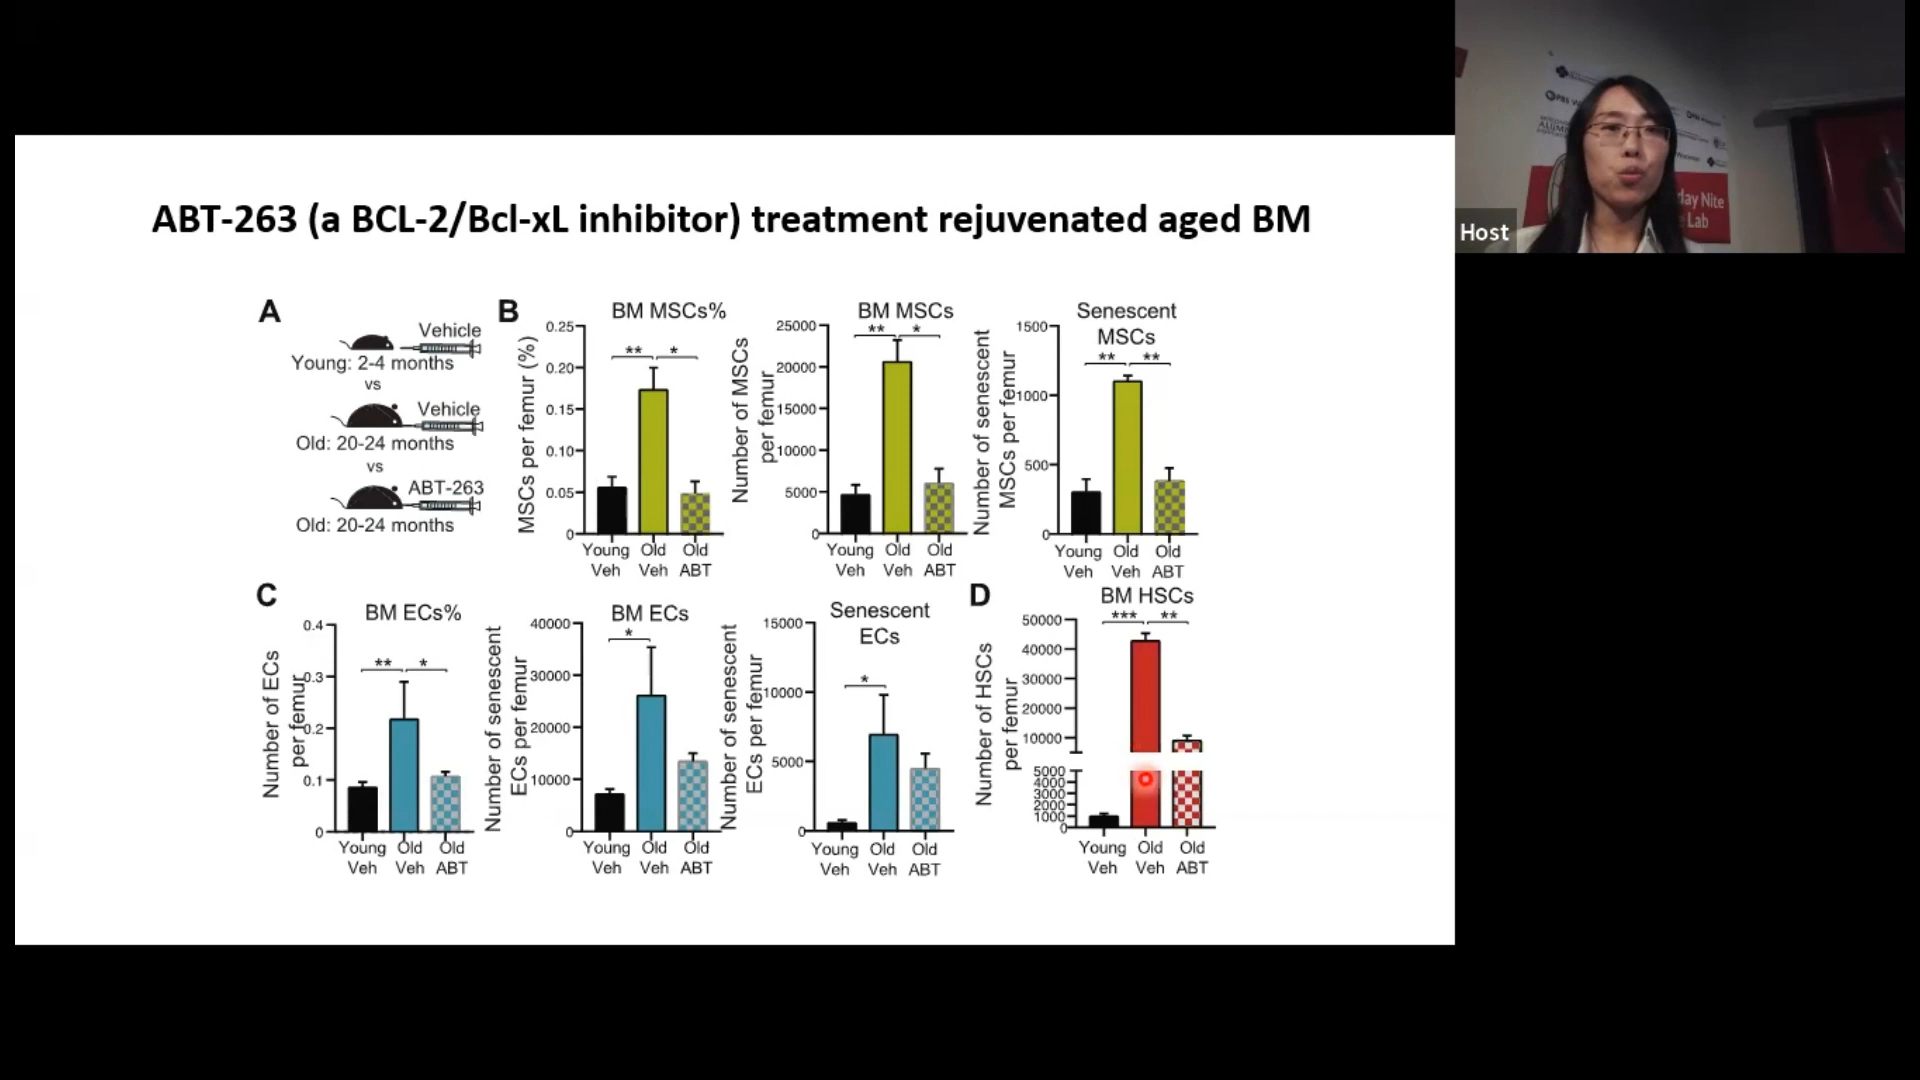 ABT-263 (a BCL-2/Bcl-xL inhibitor) treatment rejuvenated aged BM
A
Vehicle
Young: 2-4 months
vs
Vehicle
Old: 20-24 months
vs
ABT-263
Old: 20-24 months
B
BM MSCs%
MSCs per femur (%)
0.25
0.20
0.15
0.10
0.05
0
** *
Young Old Old
Veh Veh ABT
BM MSCs
Number of MSCs
per femur
25000
20000
15000
10000
5000
0
** *
Young Old Old
Veh Veh ABT
Senescent
MSCs
Number of senescent
MSCs per femur
1500
1000
500
0
** **
Young Old Old
Veh Veh ABT
C
BM ECs%
Number of ECs
per femur
0.4
0.3
0.2
0.1
0
** *
Young Old Old
Veh Veh ABT
BM ECs
Number of senescent
ECs per femur
40000
30000
20000
10000
0
*
Young Old Old
Veh Veh ABT
Senescent
ECs
Number of senescent
ECs per femur
15000
10000
5000
0
*
Young Old Old
Veh Veh ABT
D
BM HSCs
Number of HSCs
per femur
50000
40000
30000
20000
10000
5000
4000
3000
2000
1000
0
*** **
Young Old Old
Veh Veh ABT
Host
PBS
day Nite
Lab